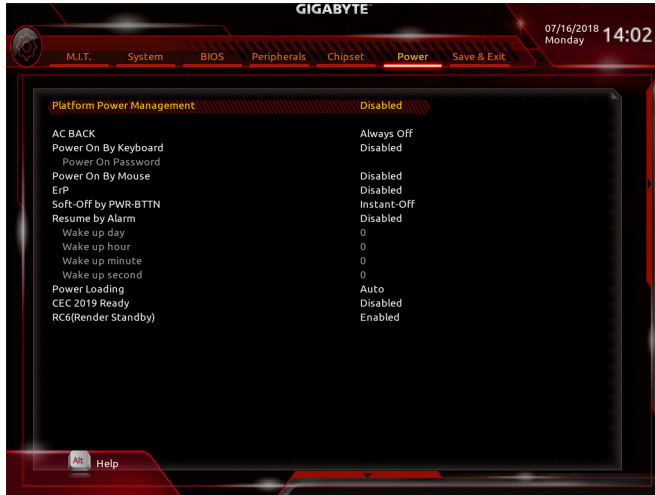 GIGABYTE™
07/16/2018 14:02
Monday
M.I.T. System BIOS Peripherals Chipset Power Save & Exit
Platform Power Management Disabled
AC BACK Always Off
Power On By Keyboard Disabled
Power On Password
Power On By Mouse Disabled
ErP Disabled
Soft-Off by PWR-BTTN Instant-Off
Resume by Alarm Disabled
Wake up day 0
Wake up hour 0
Wake up minute 0
Wake up second 0
Power Loading Auto
CEC 2019 Ready Disabled
RC6(Render Standby) Enabled
Alt Help